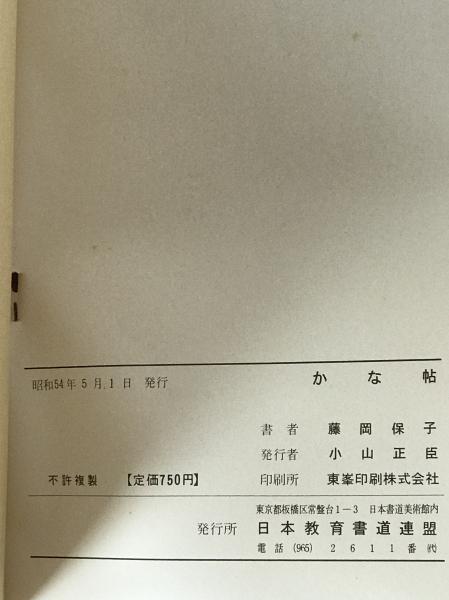 昭和54年5月1日 発行 かな帖
書者 藤岡保子
発行者 小山正臣
不許複製 【定価750円】 印刷所 東峯印刷株式会社
東京都板橋区常盤台1−3 日本書道美術館内
発行所 日本教育書道連盟
電話 (965) 2611番(代)